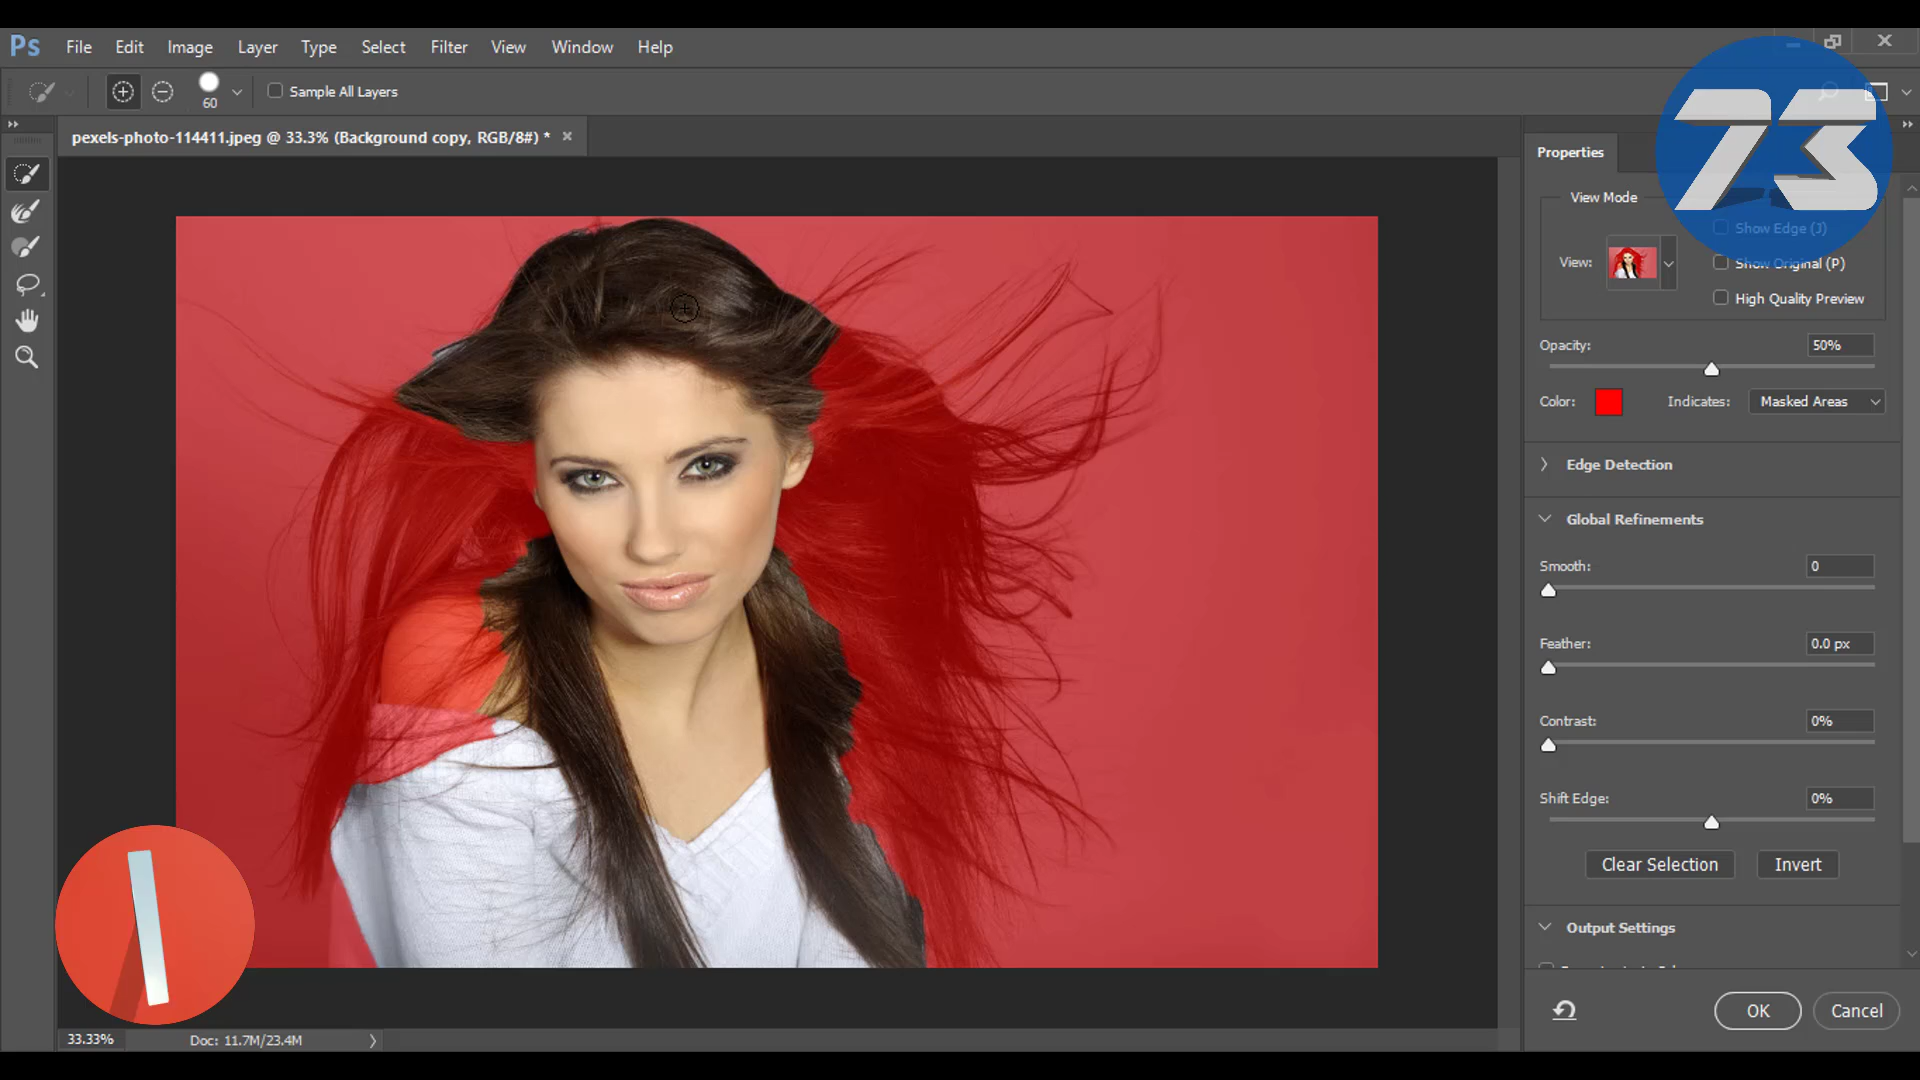 Ps File Edit Image Layer Type Select Filter View Window Help
60 Sample All Layers
pexels-photo-114411.jpeg @ 33.3% (Background copy, RGB/8#) * ×
73
Properties
View Mode
Show Edge (J)
View: Show Original (P)
High Quality Preview
Opacity: 50%
Color: Indicates: Masked Areas
Edge Detection
Global Refinements
Smooth: 0
Feather: 0.0 px
Contrast: 0%
Shift Edge: 0%
Clear Selection Invert
Output Settings
OK Cancel
33.33% Doc: 11.7M/23.4M